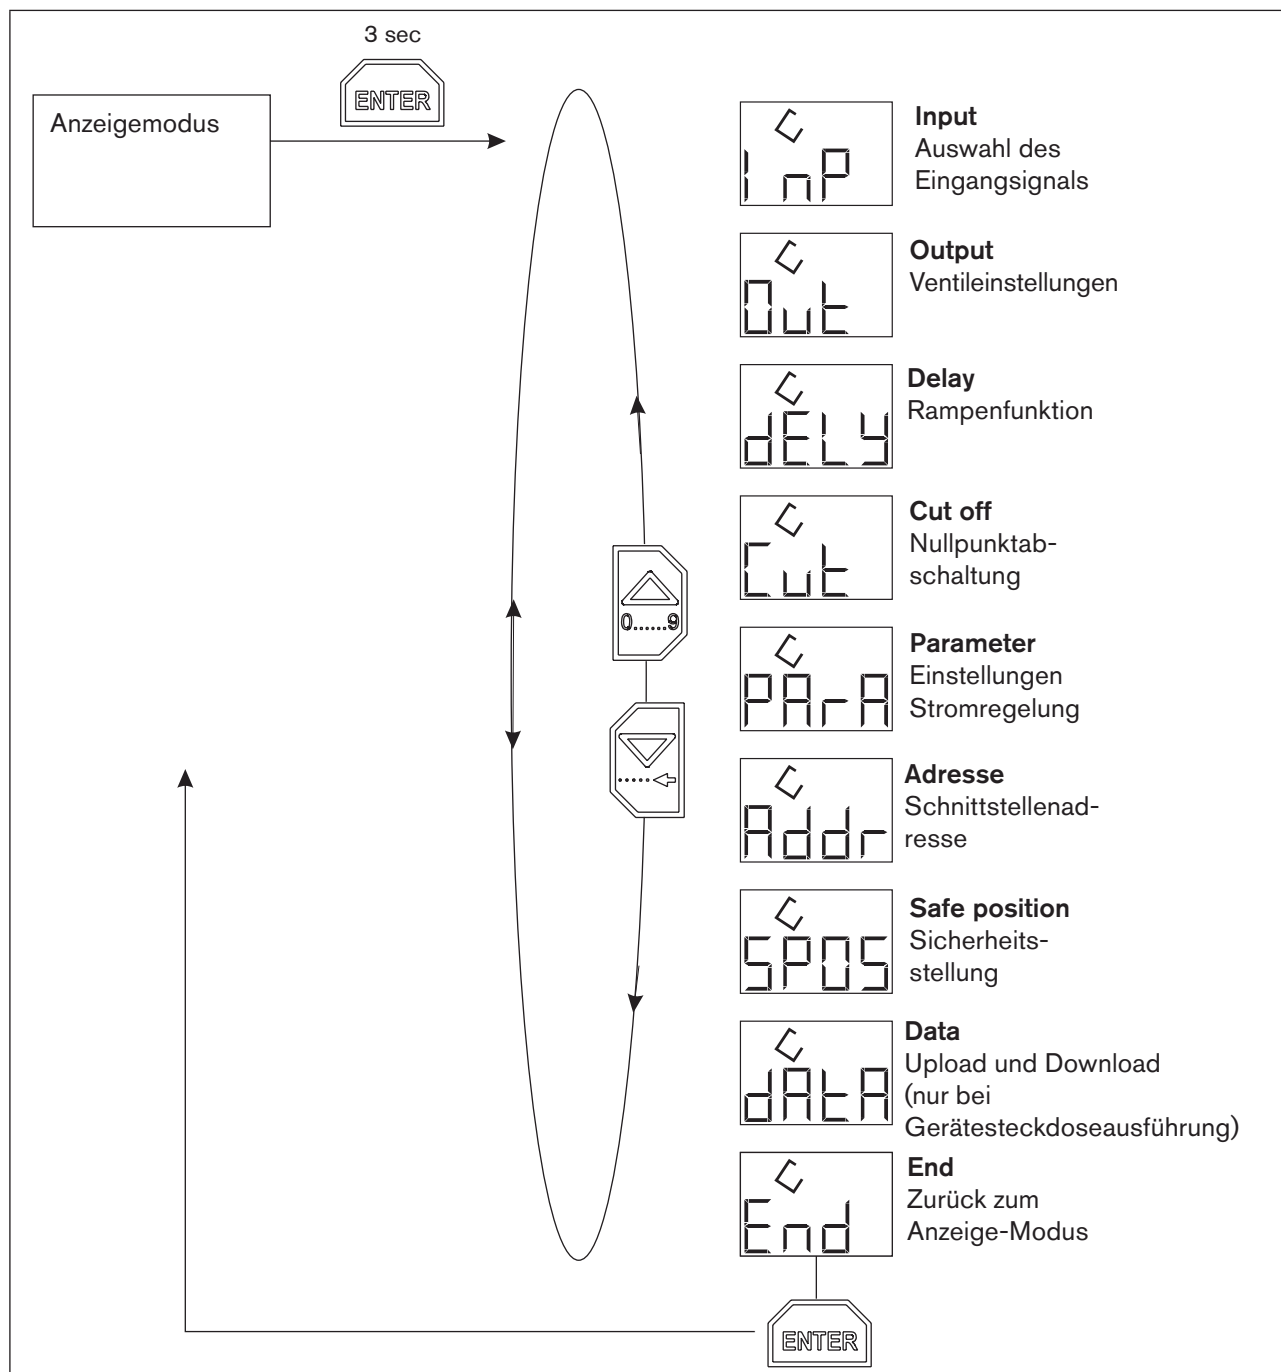 3 sec
ENTER
Anzeigemodus
C
InP
Input
Auswahl des
Eingangsignals
C
Out
Output
Ventileinstellungen
C
dELY
Delay
Rampenfunktion
C
Cut
Cut off
Nullpunktab-
schaltung
0......9
C
PArA
Parameter
Einstellungen
Stromregelung
C
Addr
Adresse
Schnittstellenad-
resse
C
SPOS
Safe position
Sicherheits-
stellung
C
dAtA
Data
Upload und Download
(nur bei
Gerätesteckdoseausführung)
C
End
End
Zurück zum
Anzeige-Modus
ENTER